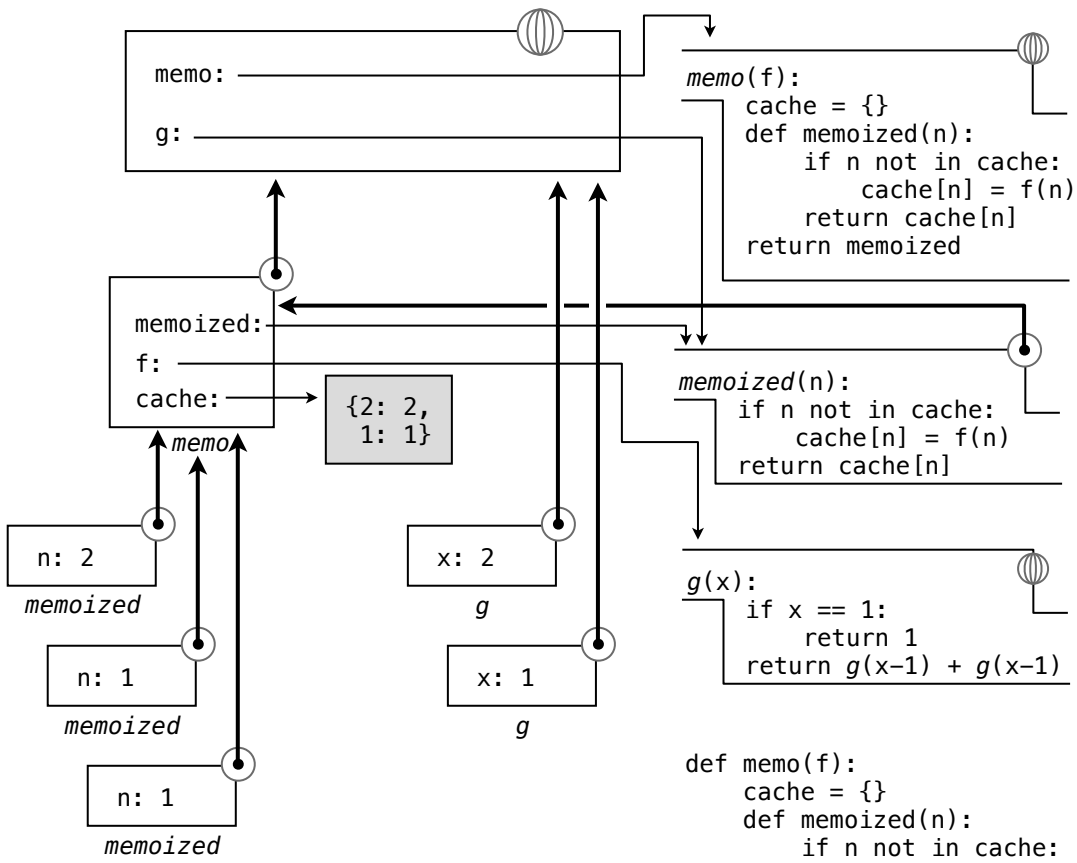 memo:
g:
memo(f):
cache = {}
def memoized(n):
if n not in cache:
cache[n] = f(n)
return cache[n]
return memoized
memoized:
f:
cache:
{2: 2,
1: 1}
memo
memoized(n):
if n not in cache:
cache[n] = f(n)
return cache[n]
n: 2
memoized
x: 2
g
g(x):
if x == 1:
return 1
return g(x−1) + g(x−1)
n: 1
memoized
x: 1
g
n: 1
memoized
def memo(f):
cache = {}
def memoized(n):
if n not in cache: